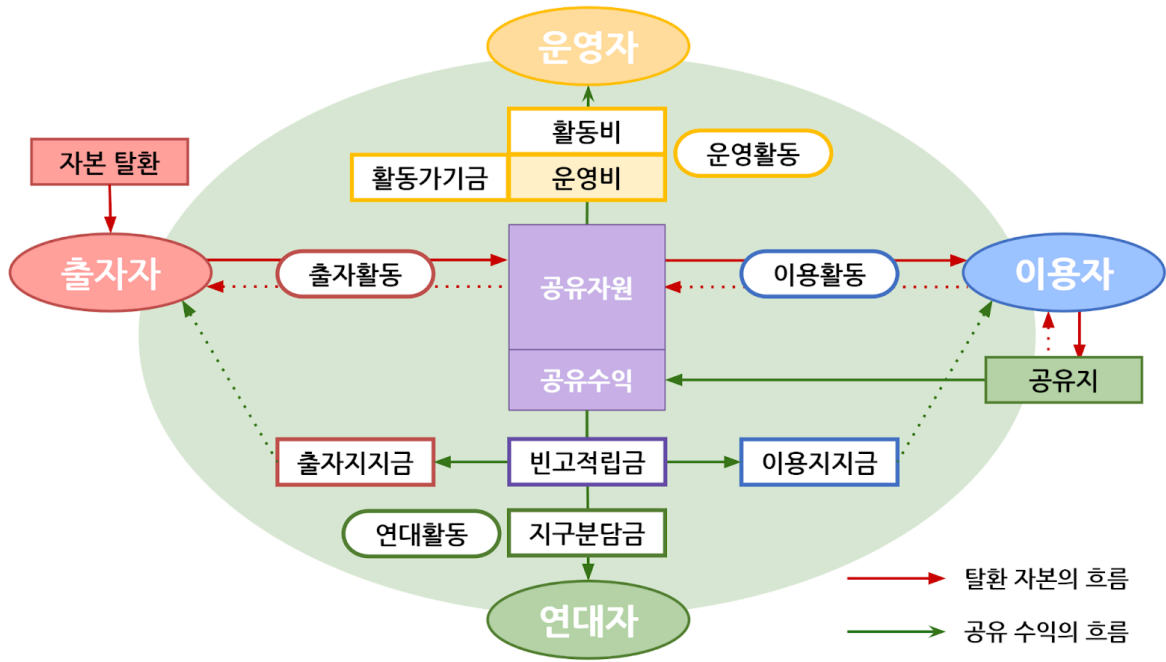 운영자
활동비
운영활동
자본 탈환
활동가기금
운영비
출자자
출자활동
공유자원
이용활동
이용자
공유수익
공유지
출자지지금
빈고적립금
이용지지금
연대활동
지구분담금
연대자
탈환 자본의 흐름
공유 수익의 흐름